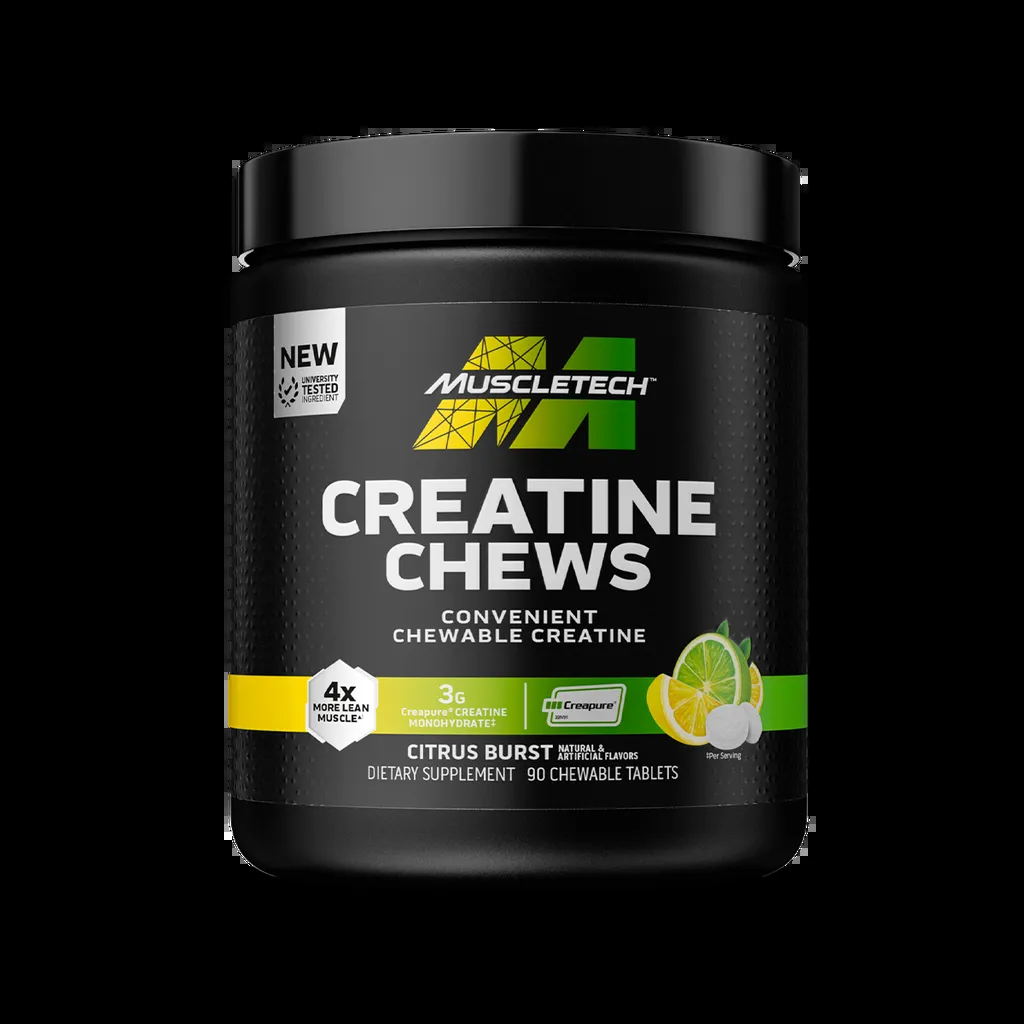 NEW
UNIVERSITY
TESTED
INGREDIENT
MUSCLETECH™
CREATINE
CHEWS
CONVENIENT
CHEWABLE CREATINE
4x
MORE LEAN
MUSCLE
3G
Creapure® CREATINE
MONOHYDRATE‡
Creapure®
CITRUS BURST NATURAL &
ARTIFICIAL FLAVORS
‡Per Serving
DIETARY SUPPLEMENT 90 CHEWABLE TABLETS